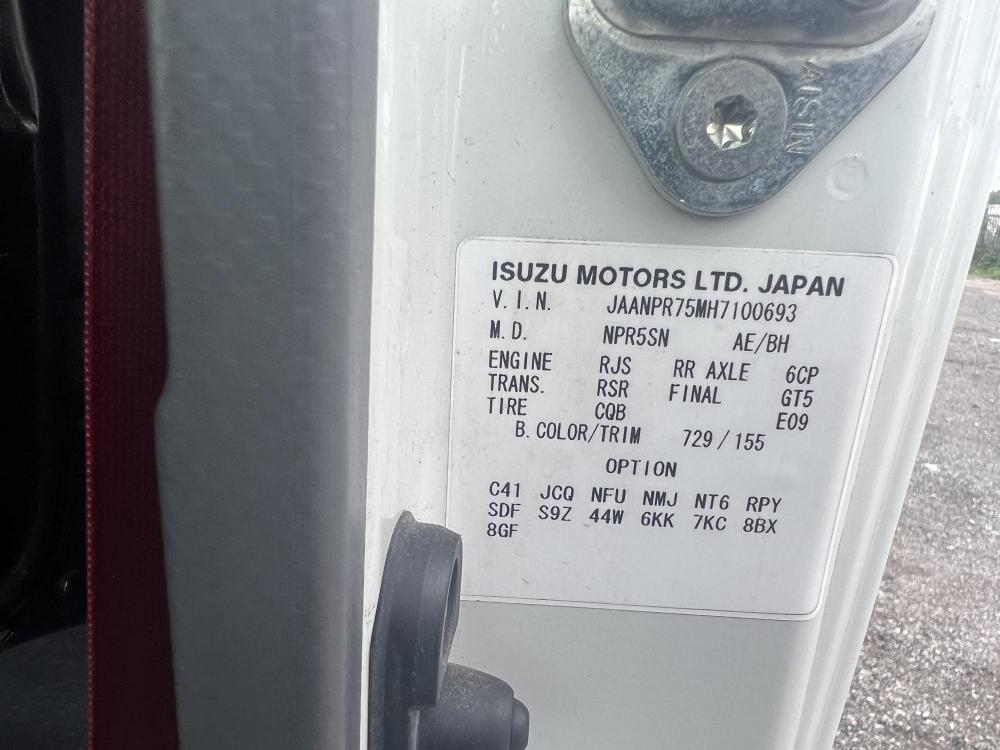 AISIN
ISUZU MOTORS LTD. JAPAN
V. I. N. JAANPR75MH7100693
M. D. NPR5SN AE/BH
ENGINE RJS RR AXLE 6CP
TRANS. RSR FINAL GT5
TIRE CQB E09
B. COLOR/TRIM 729 / 155
OPTION
C41 JCQ NFU NMJ NT6 RPY
SDF S9Z 44W 6KK 7KC 8BX
8GF